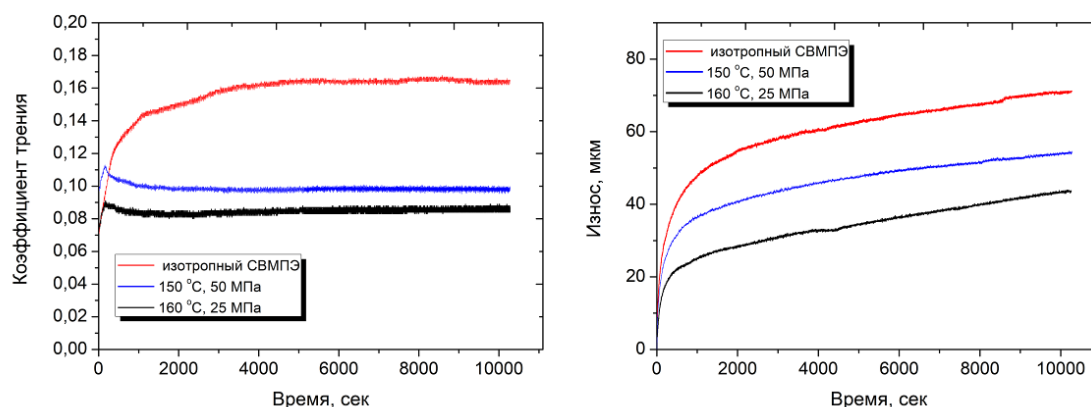 0,20
0,18
0,16
0,14
0,12
0,10
0,08
0,06
0,04
0,02
0,00
Коэффициент трения
изотропный СВМПЭ
150 °C, 50 МПа
160 °C, 25 МПа
0 2000 4000 6000 8000 10000
Время, сек
80
60
40
20
0
Износ, мкм
изотропный СВМПЭ
150 °C, 50 МПа
160 °C, 25 МПа
0 2000 4000 6000 8000 10000
Время, сек